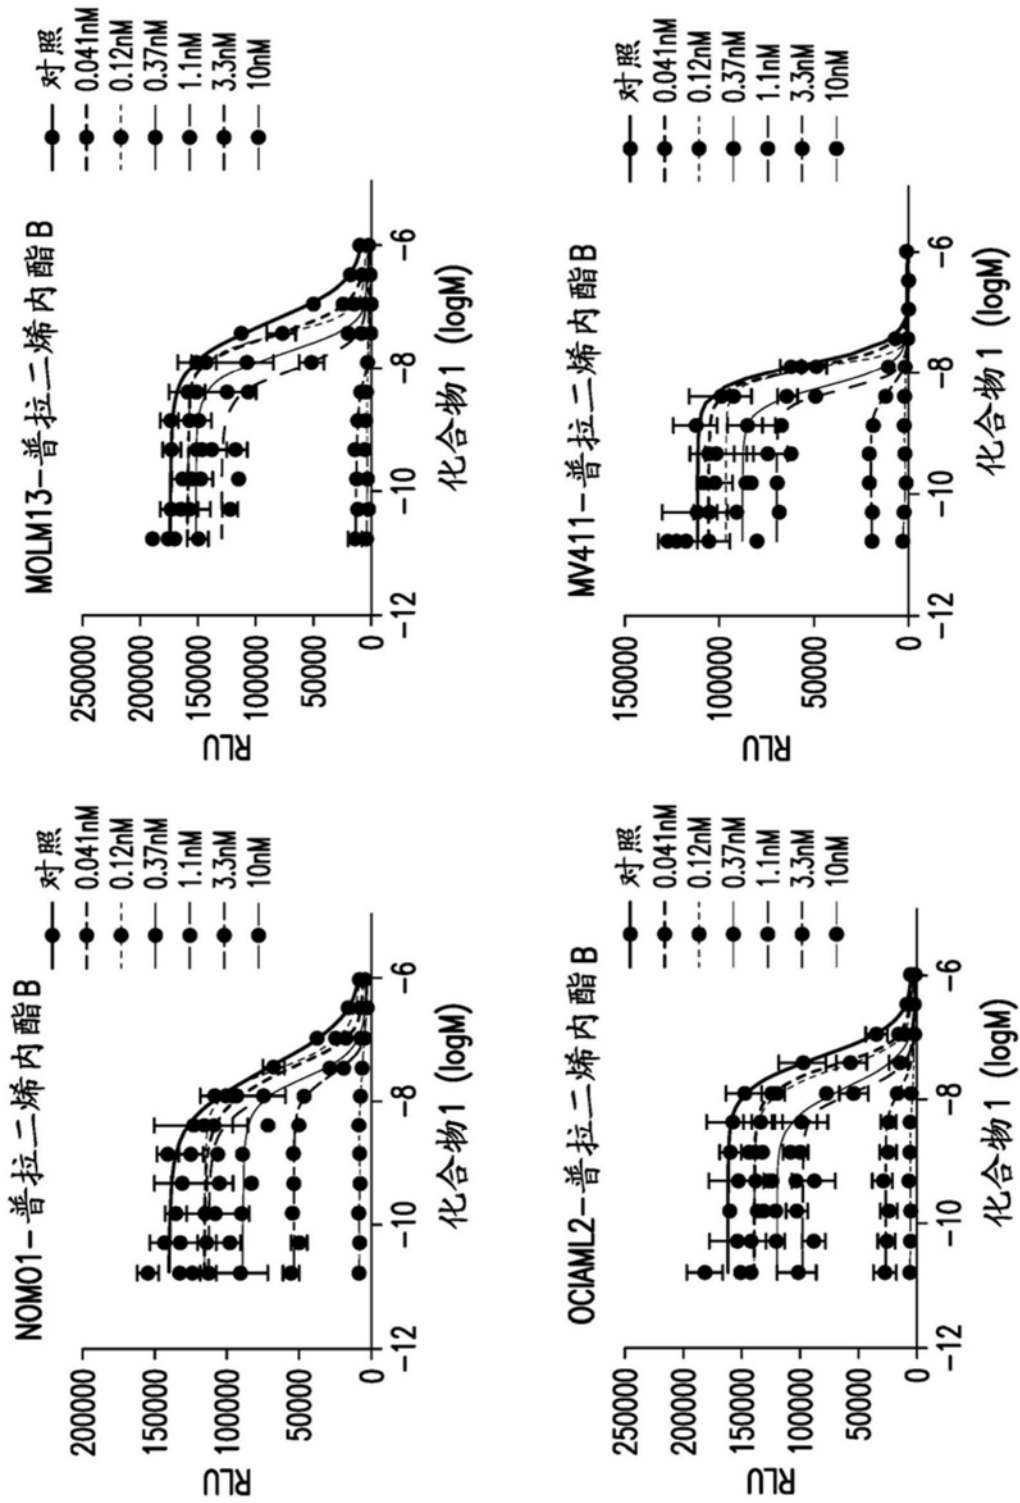 NOMO1-普拉二烯内酯B
对照
0.041nM
0.12nM
0.37nM
1.1nM
3.3nM
10nM
RLU
200000
150000
100000
50000
0
-12
-10
-8
-6
化合物1 (logM)
MOLM13-普拉二烯内酯B
对照
0.041nM
0.12nM
0.37nM
1.1nM
3.3nM
10nM
RLU
250000
200000
150000
100000
50000
0
-12
-10
-8
-6
化合物1 (logM)
OCIAML2-普拉二烯内酯B
对照
0.041nM
0.12nM
0.37nM
1.1nM
3.3nM
10nM
RLU
250000
200000
150000
100000
50000
0
-12
-10
-8
-6
化合物1 (logM)
MV411-普拉二烯内酯B
对照
0.041nM
0.12nM
0.37nM
1.1nM
3.3nM
10nM
RLU
150000
100000
50000
0
-12
-10
-8
-6
化合物1 (logM)